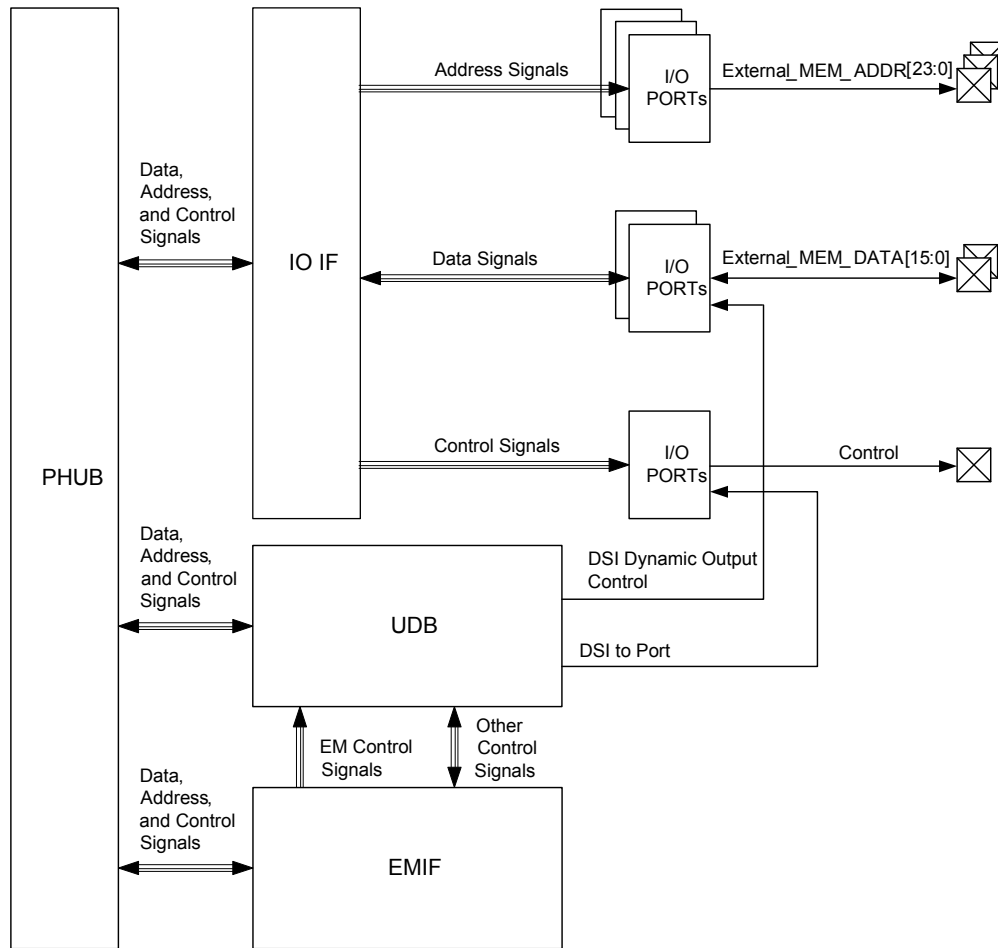 Address Signals
I/O
PORTs
External_MEM_ADDR[23:0]
Data,
Address,
and Control
Signals
IO IF
Data Signals
I/O
PORTs
External_MEM_DATA[15:0]
Control Signals
I/O
PORTs
Control
PHUB
Data,
Address,
and Control
Signals
UDB
DSI Dynamic Output
Control
DSI to Port
EM Control
Signals
Other
Control
Signals
Data,
Address,
and Control
Signals
EMIF